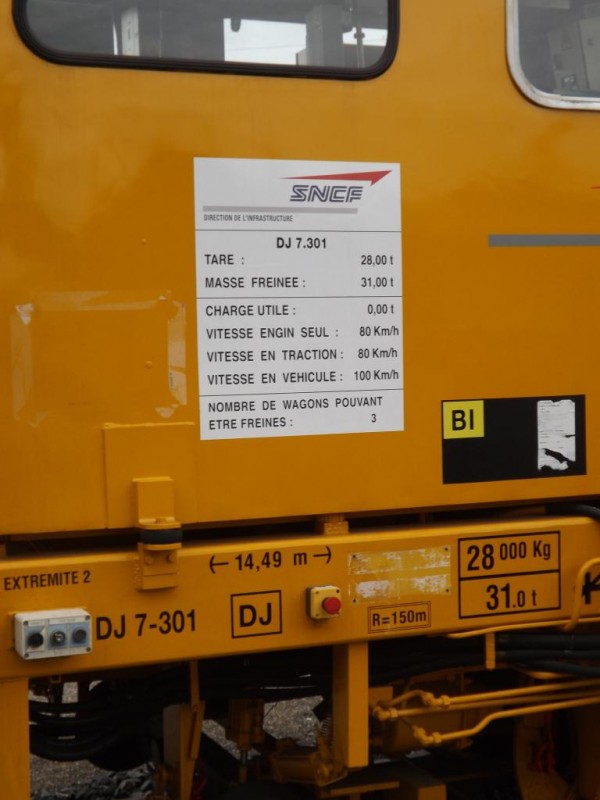 SNCF
DIRECTION DE L'INFRASTRUCTURE
DJ 7.301
TARE : 28,00 t
MASSE FREINEE : 31,00 t
CHARGE UTILE : 0,00 t
VITESSE ENGIN SEUL : 80 Km/h
VITESSE EN TRACTION : 80 Km/h
VITESSE EN VEHICULE : 100 Km/h
NOMBRE DE WAGONS POUVANT
ETRE FREINES : 3
BI
EXTREMITE 2
14,49 m
28 000 Kg
31.0 t
DJ 7-301
DJ
R=150m